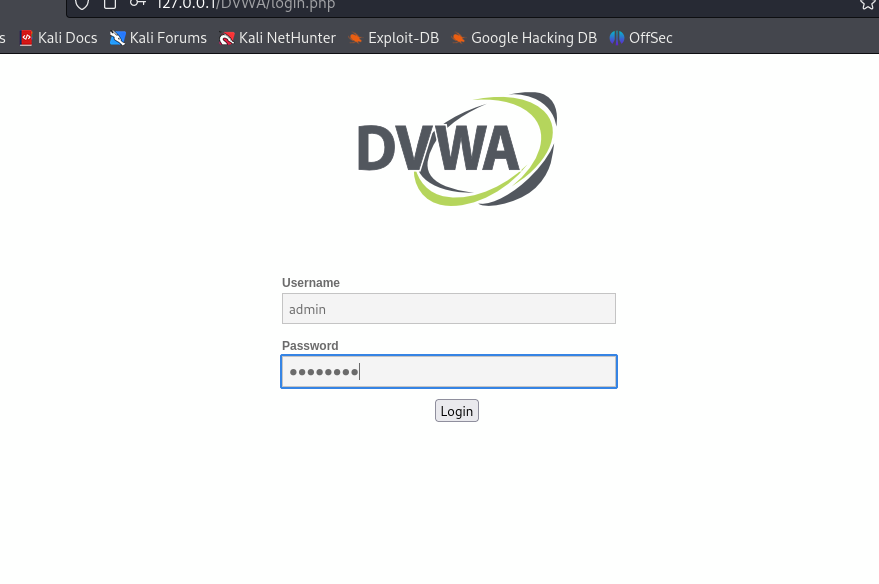 127.0.0.1/DVWA/login.php
s Kali Docs Kali Forums Kali NetHunter Exploit-DB Google Hacking DB OffSec
DVWA
Username
admin
Password
••••••••
Login